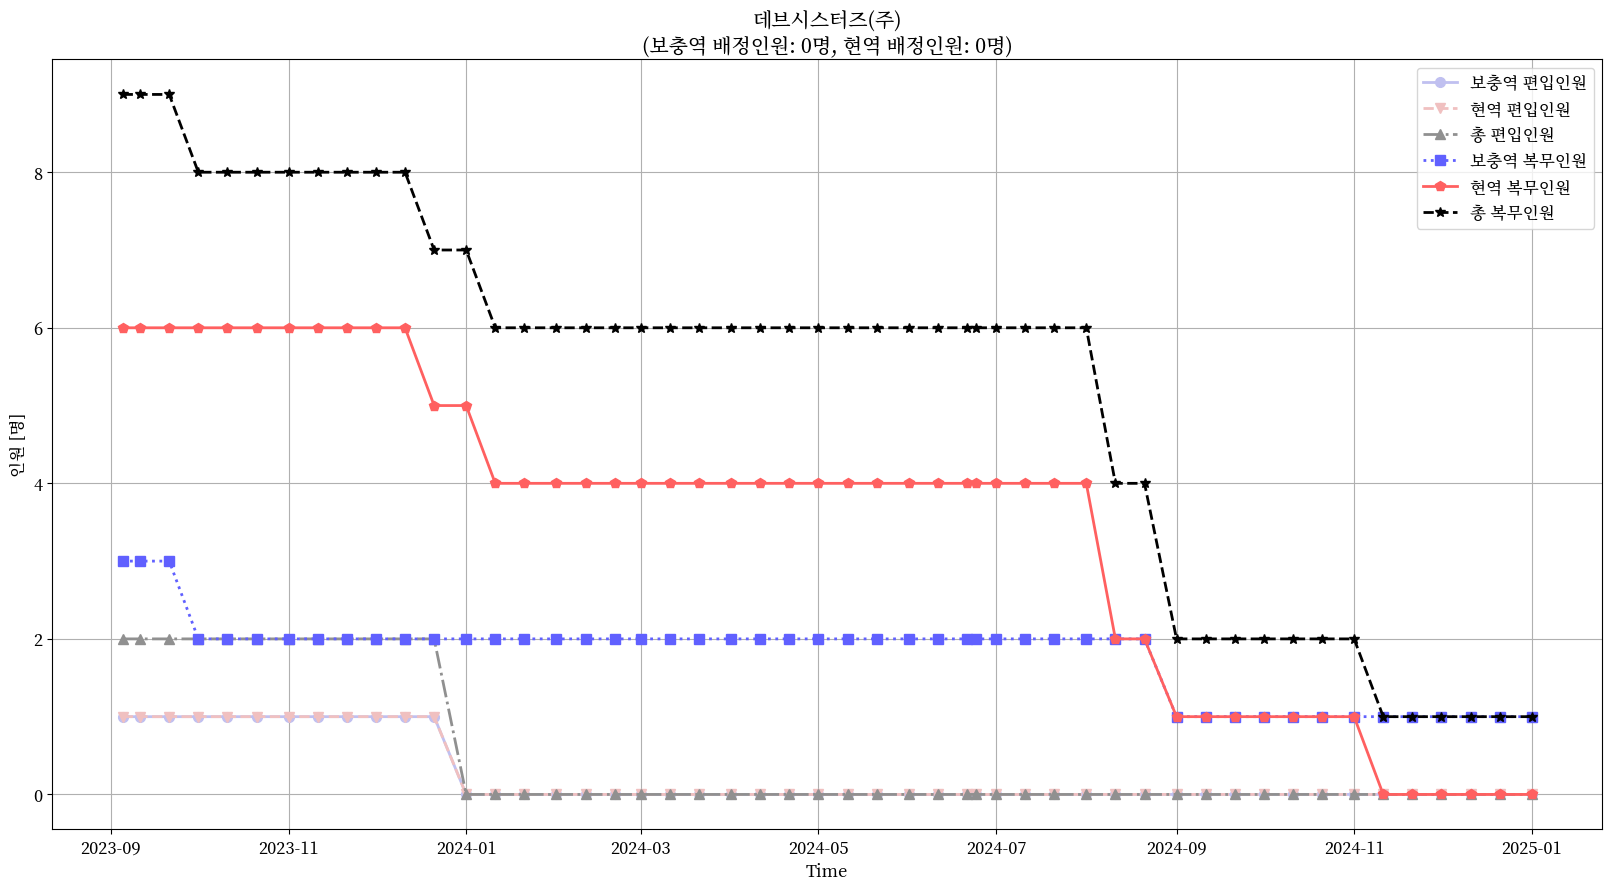 데브시스터즈(주)
(보충역 배정인원: 0명, 현역 배정인원: 0명)
보충역 편입인원
현역 편입인원
총 편입인원
보충역 복무인원
현역 복무인원
총 복무인원
8
6
4
2
0
인원 [명]
2023-09 2023-11 2024-01 2024-03 2024-05 2024-07 2024-09 2024-11 2025-01
Time